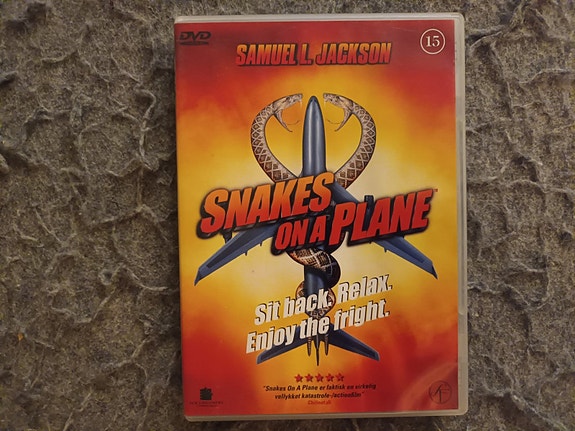 DVD
15
SAMUEL L. JACKSON
SNAKES
ON A PLANE
Sit back. Relax.
Enjoy the fright.
"Snakes On A Plane er faktisk en virkelig
vellykket katastrofe-/actionfilm"